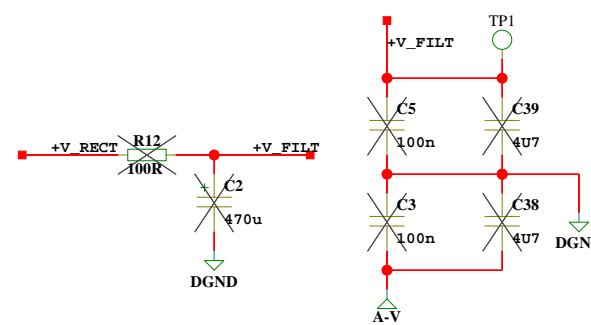 +V_RECT
R12
100R
+V_FILT
C2
470u
DGND
+V_FILT
TP1
C5
100n
C39
4U7
C3
100n
C38
4U7
DGN
A-V